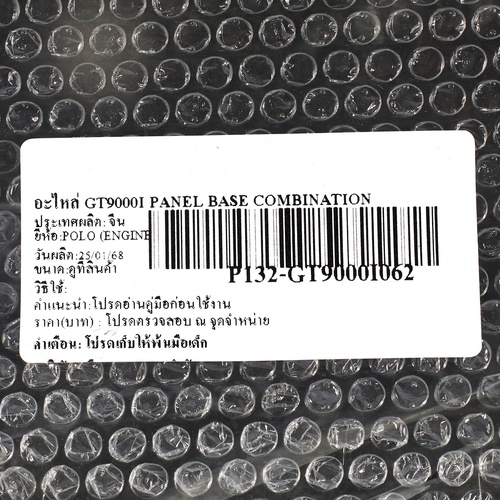 อะไหล่ GT9000I PANEL BASE COMBINATION
ประเทศผลิต: จีน
ยี่ห้อ:POLO (ENGINE
วันผลิต:25/01/68
ขนาด:ดูที่สินค้า
P132-GT9000I062
วิธีใช้:
คำแนะนำ:โปรดอ่านคู่มือก่อนใช้งาน
ราคา(บาท) : โปรดตรวจสอบ ณ จุดจำหน่าย
คำเตือน: โปรดเก็บให้พ้นมือเด็ก